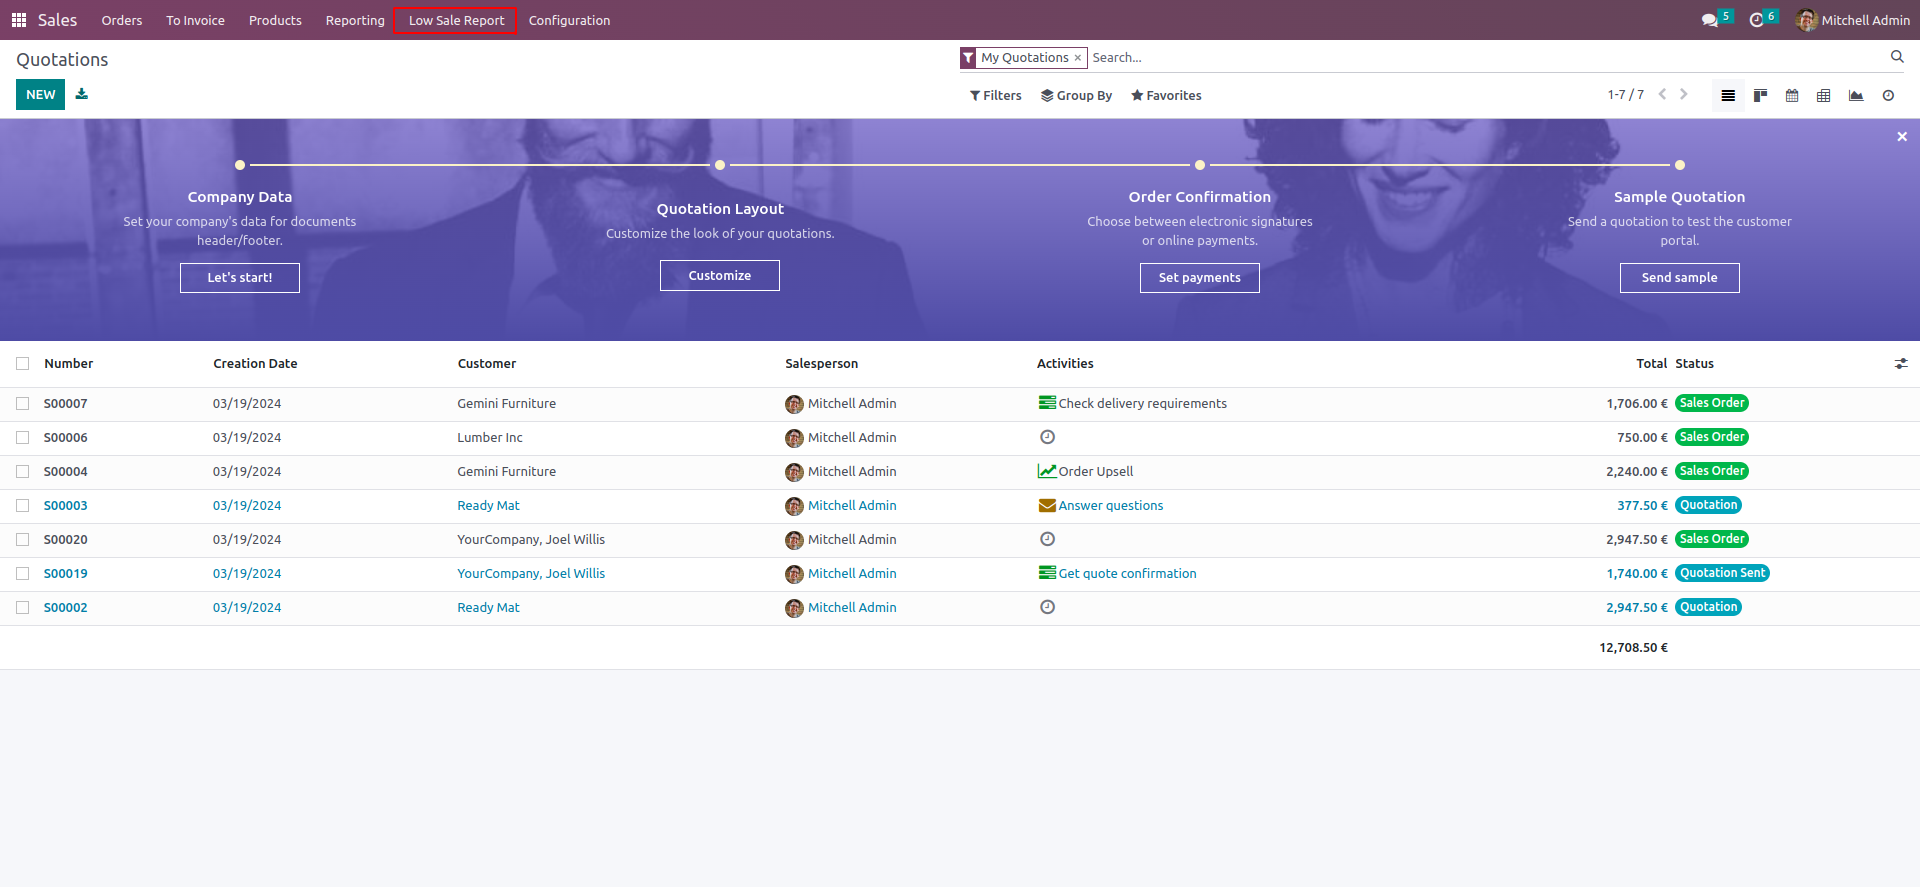 Sales Orders To Invoice Products Reporting Low Sale Report Configuration 5 6 Mitchell Admin
Quotations
My Quotations × Search...
NEW
Filters Group By Favorites
1-7 / 7
Company Data
Set your company's data for documents
header/footer.
Let's start!
Quotation Layout
Customize the look of your quotations.
Customize
Order Confirmation
Choose between electronic signatures
or online payments.
Set payments
Sample Quotation
Send a quotation to test the customer
portal.
Send sample
Number Creation Date Customer Salesperson Activities Total Status
S00007 03/19/2024 Gemini Furniture Mitchell Admin Check delivery requirements 1,706.00 € Sales Order
S00006 03/19/2024 Lumber Inc Mitchell Admin 750.00 € Sales Order
S00004 03/19/2024 Gemini Furniture Mitchell Admin Order Upsell 2,240.00 € Sales Order
S00003 03/19/2024 Ready Mat Mitchell Admin Answer questions 377.50 € Quotation
S00020 03/19/2024 YourCompany, Joel Willis Mitchell Admin 2,947.50 € Sales Order
S00019 03/19/2024 YourCompany, Joel Willis Mitchell Admin Get quote confirmation 1,740.00 € Quotation Sent
S00002 03/19/2024 Ready Mat Mitchell Admin 2,947.50 € Quotation
12,708.50 €